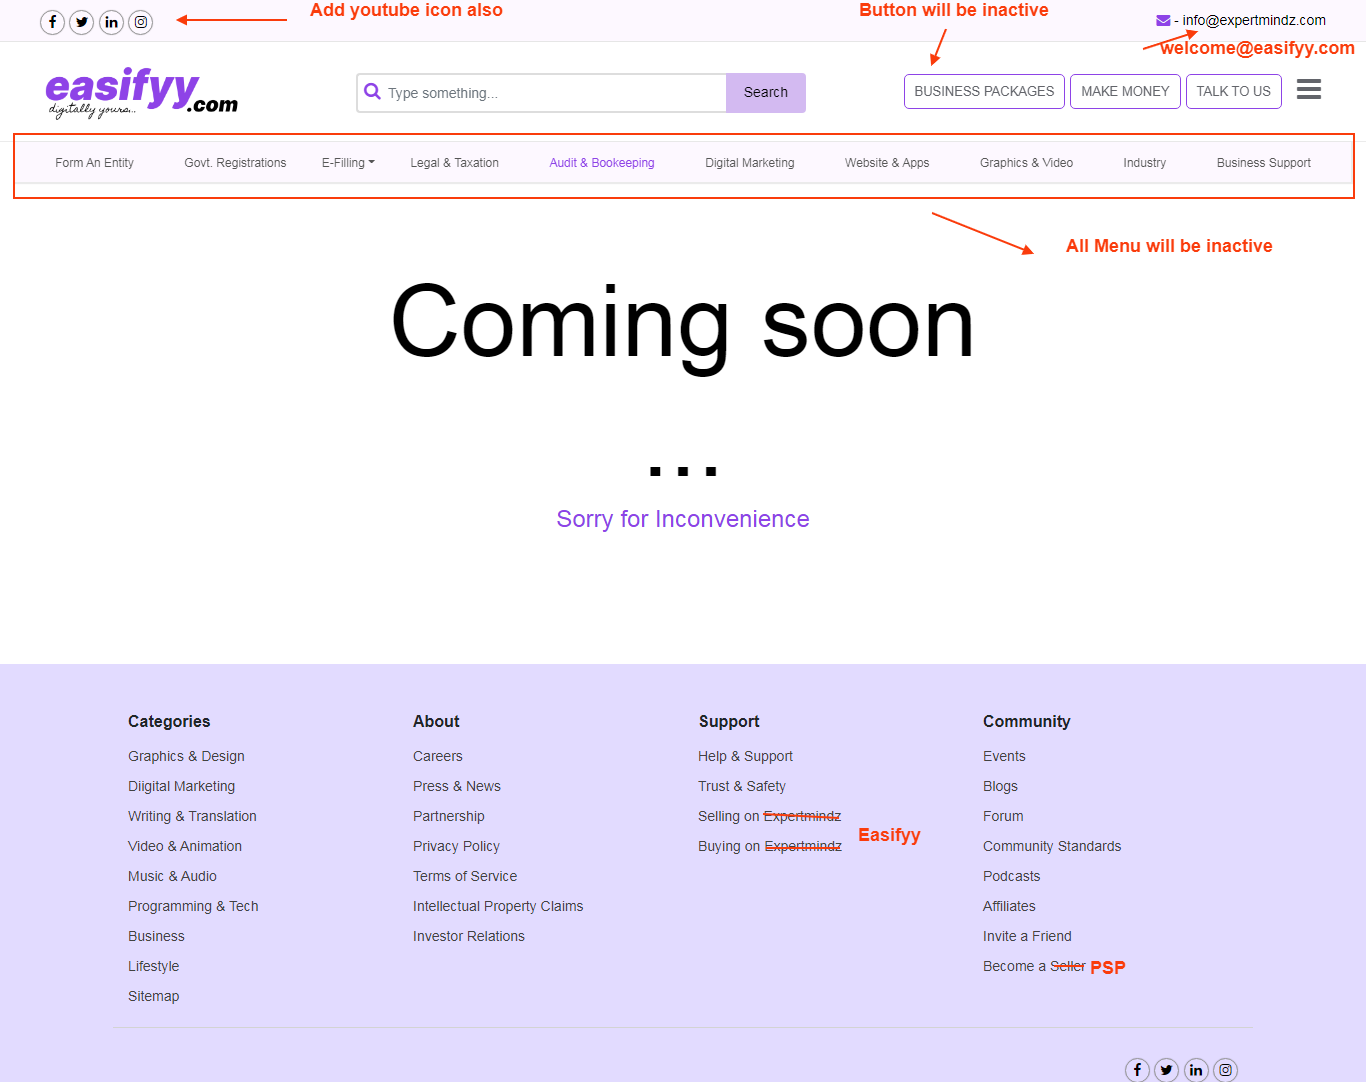 Add youtube icon also
Button will be inactive
- info@expertmindz.com
welcome@easifyy.com
easifyy.com
digitally yours...
Type something...
Search
BUSINESS PACKAGES
MAKE MONEY
TALK TO US
Form An Entity
Govt. Registrations
E-Filling
Legal & Taxation
Audit & Bookeeping
Digital Marketing
Website & Apps
Graphics & Video
Industry
Business Support
All Menu will be inactive
Coming soon
...
Sorry for Inconvenience
Categories
Graphics & Design
Diigital Marketing
Writing & Translation
Video & Animation
Music & Audio
Programming & Tech
Business
Lifestyle
Sitemap
About
Careers
Press & News
Partnership
Privacy Policy
Terms of Service
Intellectual Property Claims
Investor Relations
Support
Help & Support
Trust & Safety
Selling on Expertmindz
Buying on Expertmindz
Easifyy
Community
Events
Blogs
Forum
Community Standards
Podcasts
Affiliates
Invite a Friend
Become a Seller PSP